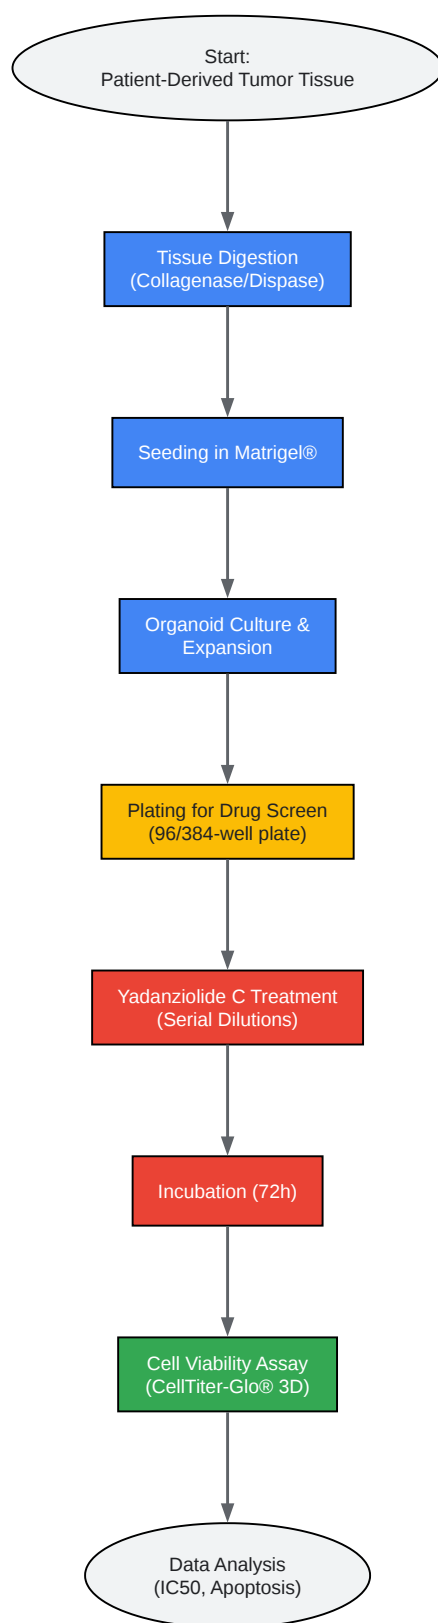 Start:
Patient-Derived Tumor Tissue
Tissue Digestion
(Collagenase/Dispase)
Seeding in Matrigel®
Organoid Culture &
Expansion
Plating for Drug Screen
(96/384-well plate)
Yadanziolide C Treatment
(Serial Dilutions)
Incubation (72h)
Cell Viability Assay
(CellTiter-Glo® 3D)
Data Analysis
(IC50, Apoptosis)